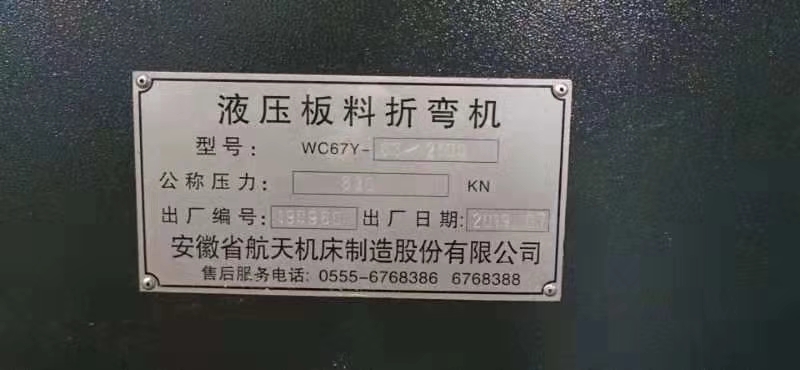 液压板料折弯机
型号: WC67Y-
公称压力: KN
出厂编号: 出厂日期: 2019 07
安徽省航天机床制造股份有限公司
售后服务电话: 0555-6768386 6768388